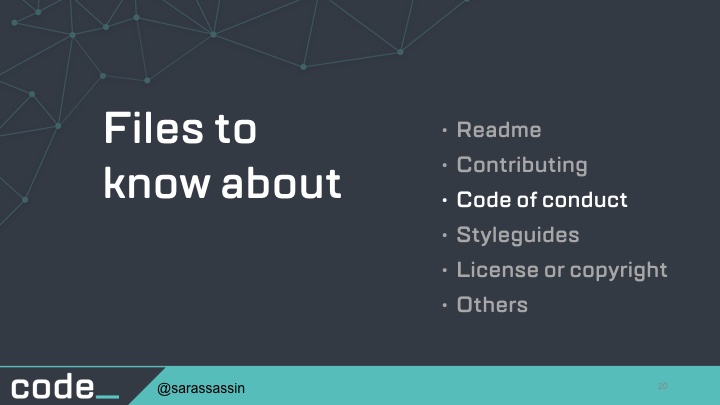 Files to
know about
• Readme
• Contributing
• Code of conduct
• Styleguides
• License or copyright
• Others
code_
@sarassassin
20